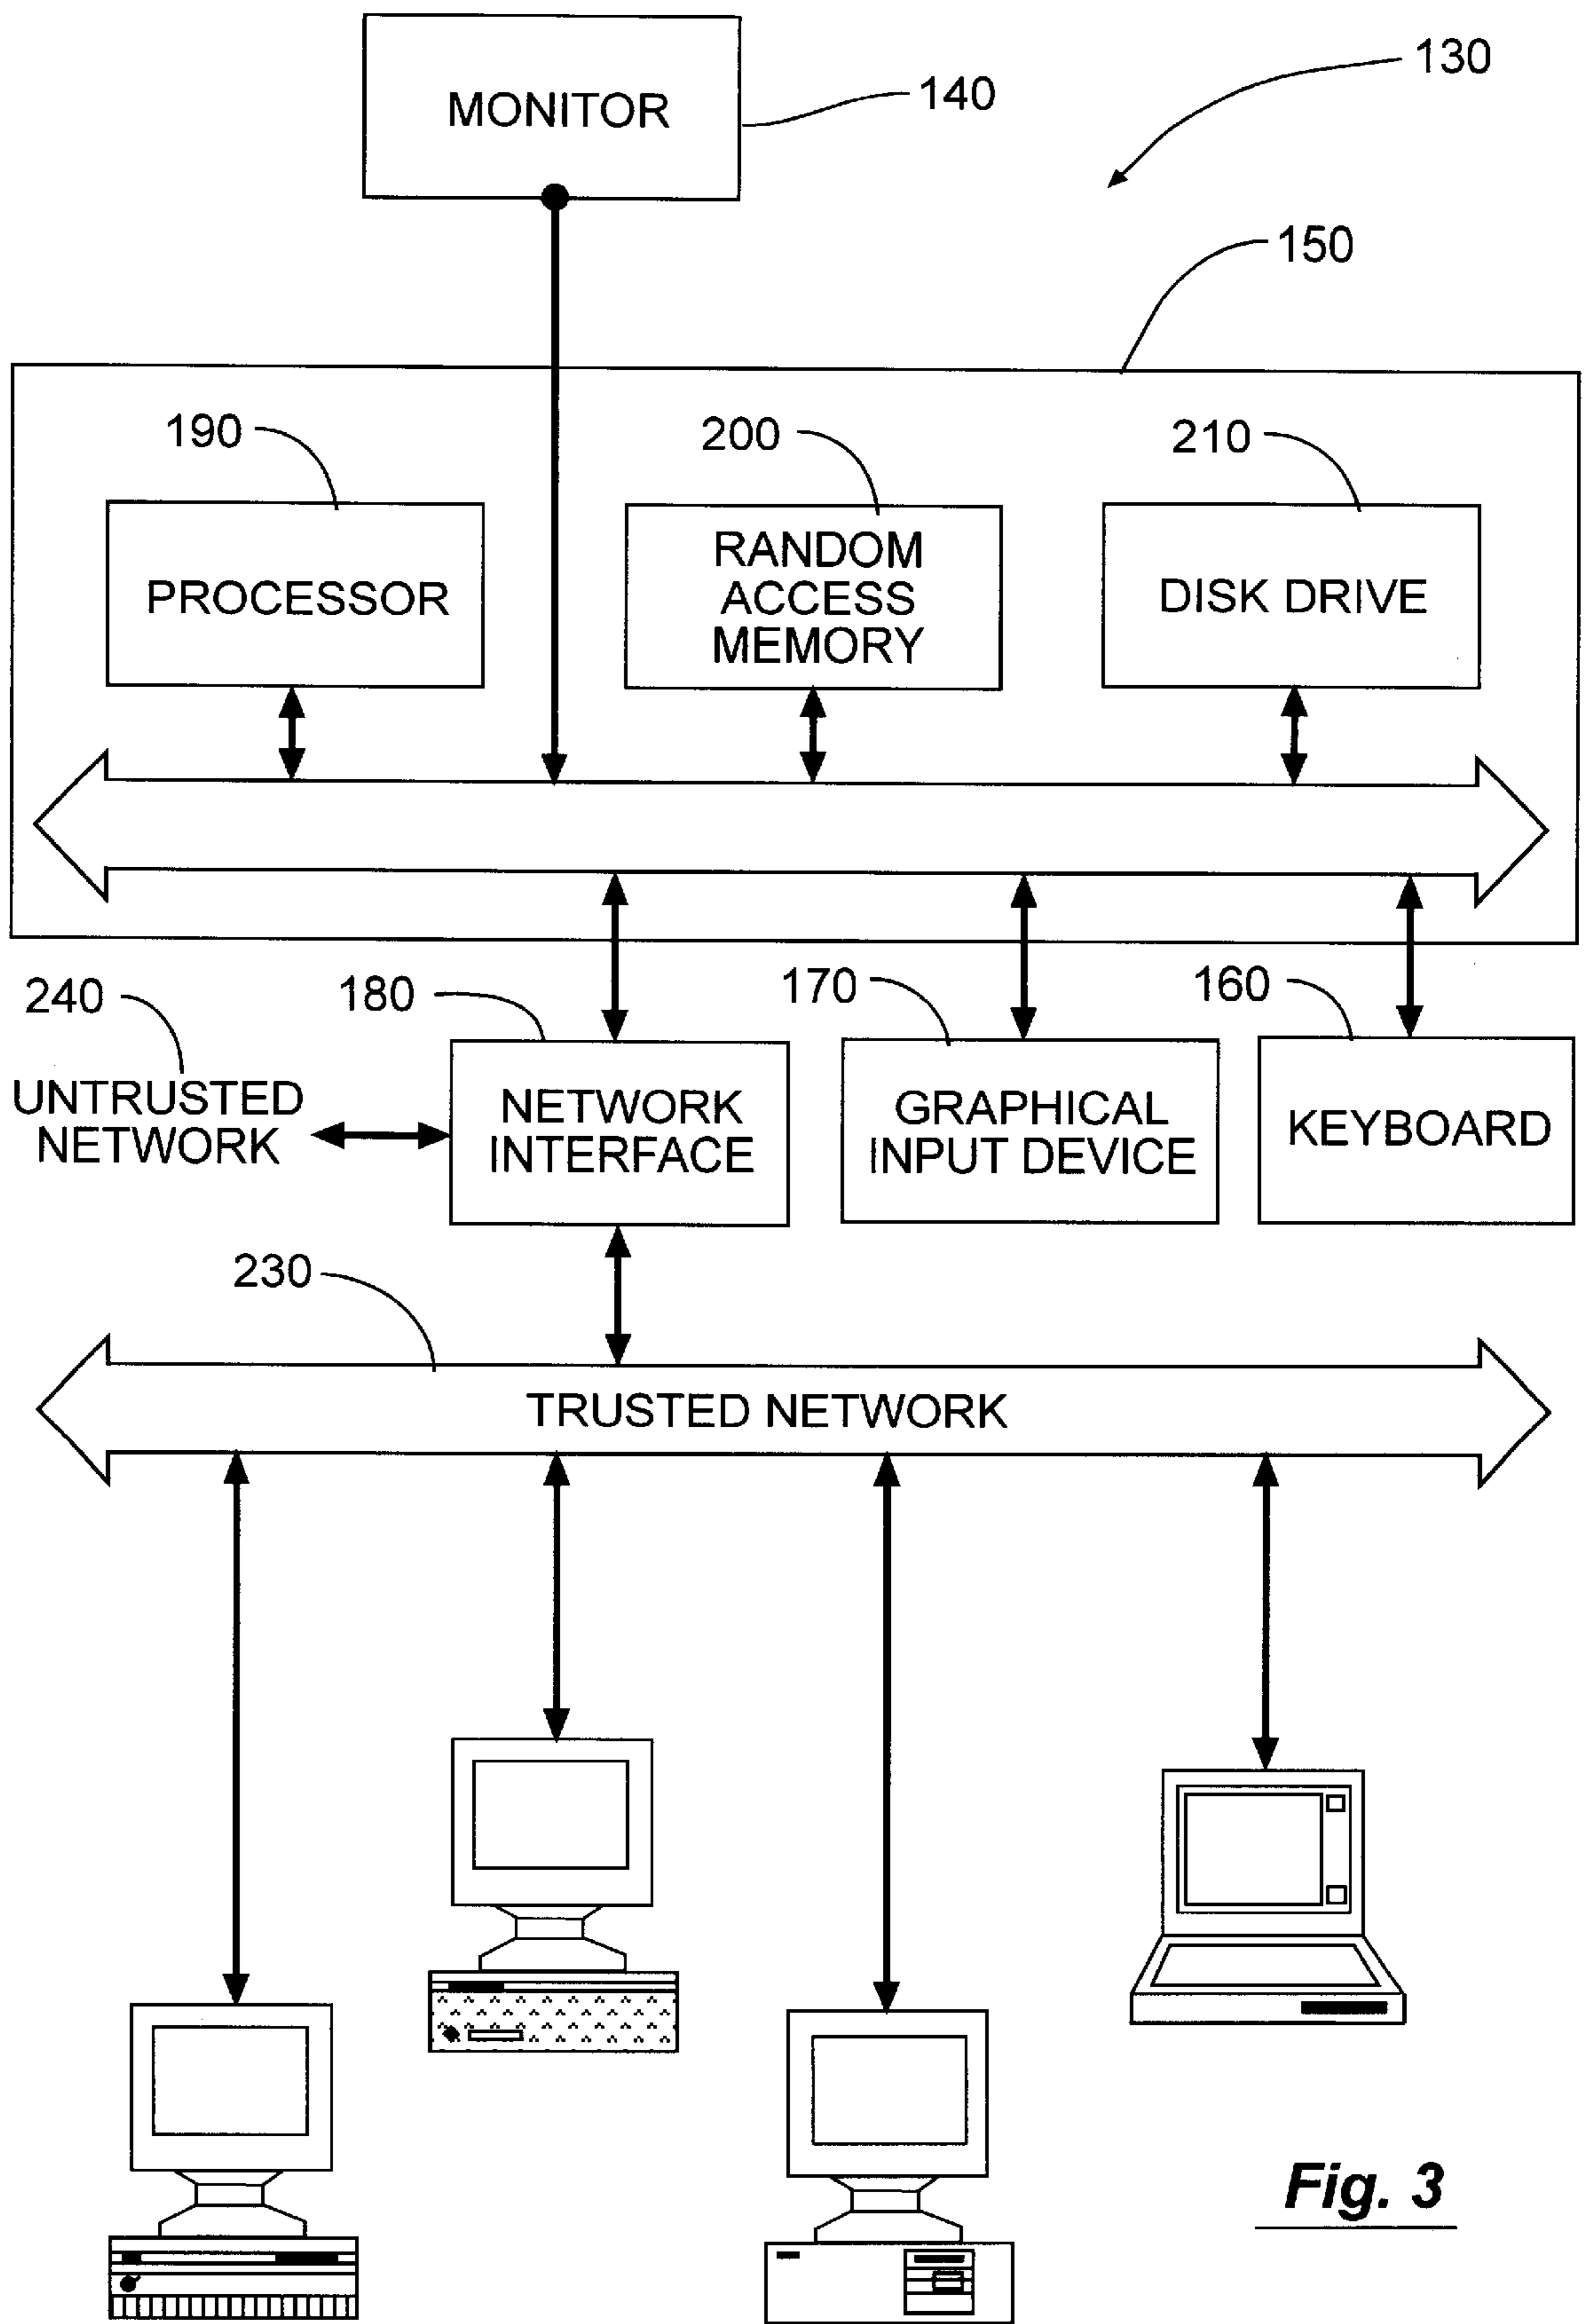 MONITOR
140
130
150
190
200
210
PROCESSOR
RANDOM
ACCESS
MEMORY
DISK DRIVE
240
180
170
160
UNTRUSTED
NETWORK
NETWORK
INTERFACE
GRAPHICAL
INPUT DEVICE
KEYBOARD
230
TRUSTED NETWORK
Fig. 3